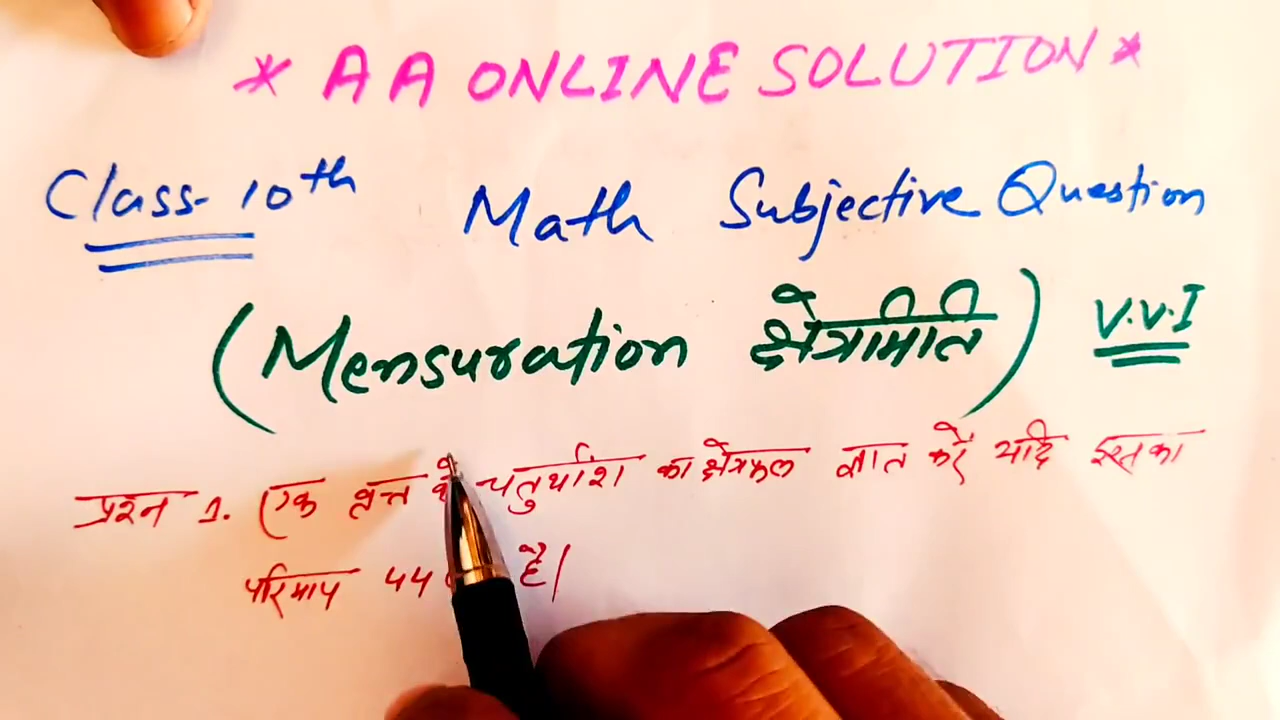 * A A ONLINE SOLUTION *
Class- 10th Math Subjective Question
(Mensuration क्षेत्रमिति) V.V.I
प्रश्न 1. एक वृत्त के चतुर्थांश का क्षेत्रफल ज्ञात करें यदि इसका
परिमाप 44 है।